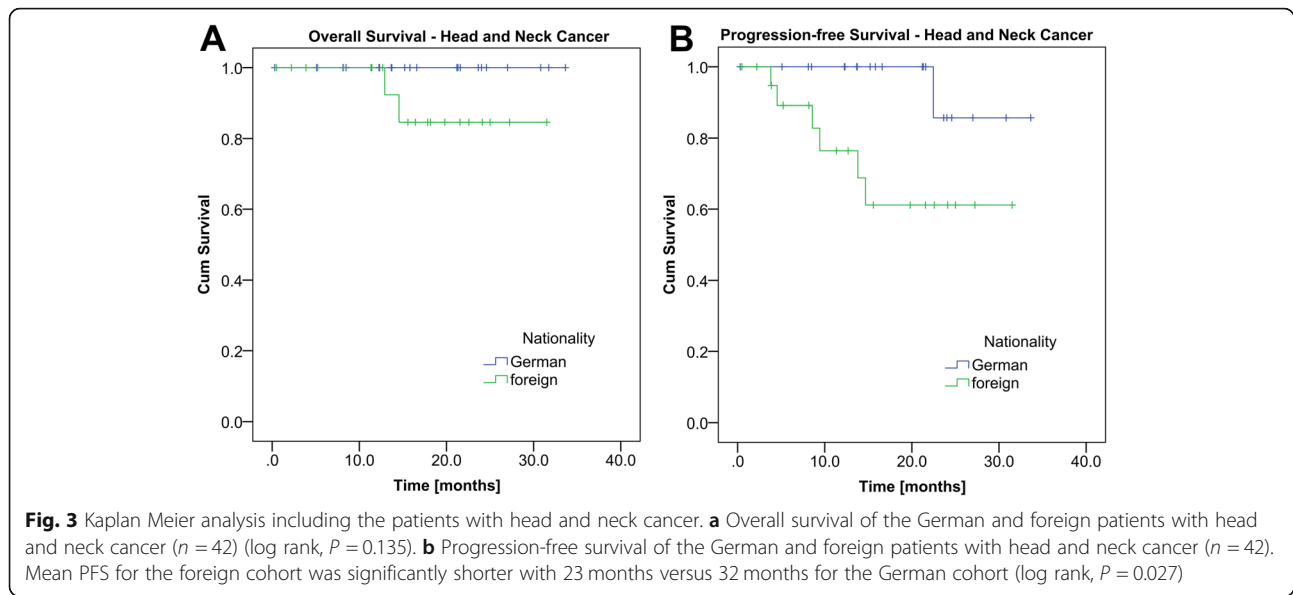 A
Overall Survival - Head and Neck Cancer
Cum Survival
1.0
0.8
0.6
0.4
0.2
0.0
Nationality
German
foreign
.0 10.0 20.0 30.0 40.0
Time [months]
B
Progression-free Survival - Head and Neck Cancer
Cum Survival
1.0
0.8
0.6
0.4
0.2
0.0
Nationality
German
foreign
.0 10.0 20.0 30.0 40.0
Time [months]
Fig. 3 Kaplan Meier analysis including the patients with head and neck cancer. a Overall survival of the German and foreign patients with head
and neck cancer (n = 42) (log rank, P = 0.135). b Progression-free survival of the German and foreign patients with head and neck cancer (n = 42).
Mean PFS for the foreign cohort was significantly shorter with 23 months versus 32 months for the German cohort (log rank, P = 0.027)